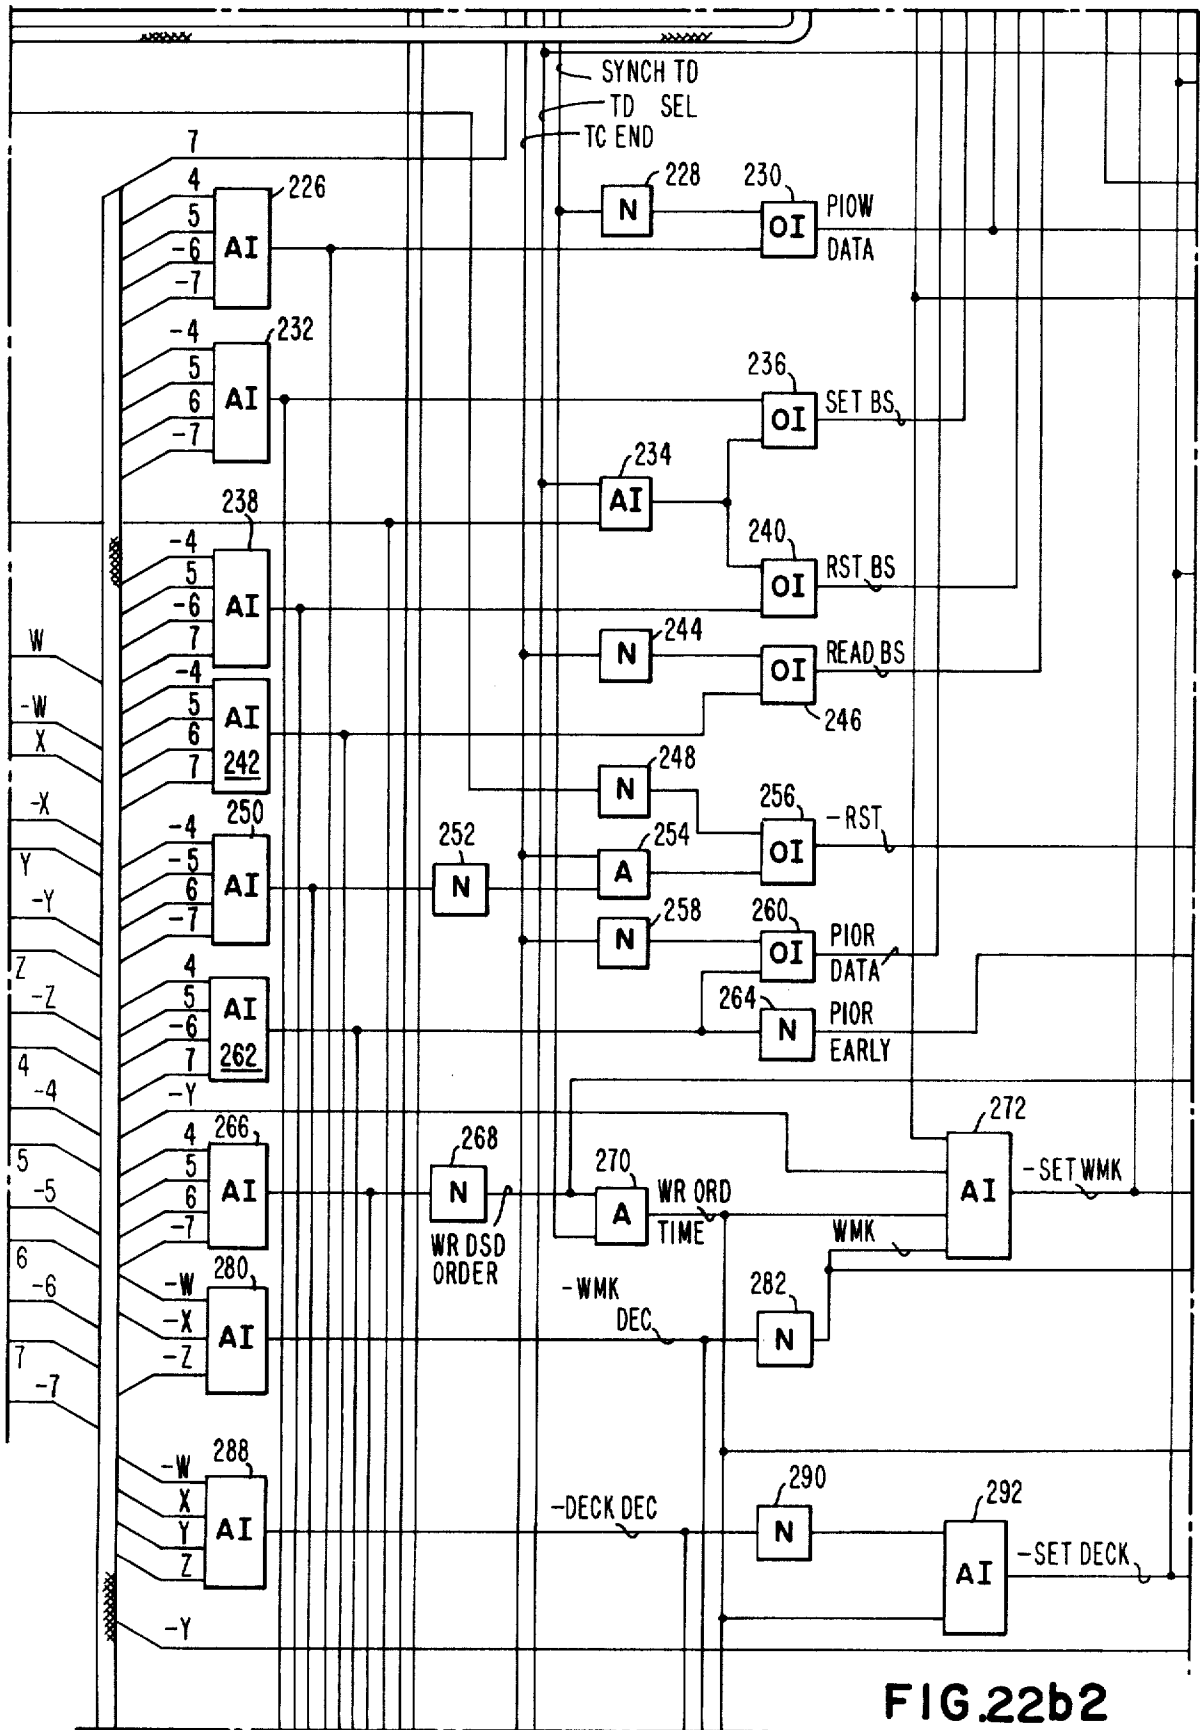 SYNCH TD
TD SEL
TC END
7
4
5
-6
-7
AI
226
N
228
OI
230
PIOW
DATA
-4
5
6
-7
AI
232
OI
236
SET BS
AI
234
-4
5
-6
7
AI
238
OI
240
RST BS
N
244
OI
246
READ BS
-4
5
6
7
AI
242
N
248
OI
256
-RST
-4
-5
6
-7
AI
250
N
252
A
254
N
258
OI
260
PIOR
DATA
4
5
-6
7
AI
262
N
264
PIOR
EARLY
-Y
4
5
6
-7
AI
266
N
268
WR DSD
ORDER
A
270
WR ORD
TIME
AI
272
-SET WMK
WMK
-W
-X
-Z
AI
280
-WMK
DEC
N
282
-W
X
Y
Z
AI
288
-DECK DEC
N
290
AI
292
-SET DECK
-Y
W
-W
X
-X
Y
-Y
Z
-Z
4
-4
5
-5
6
-6
7
-7
FIG.22b2